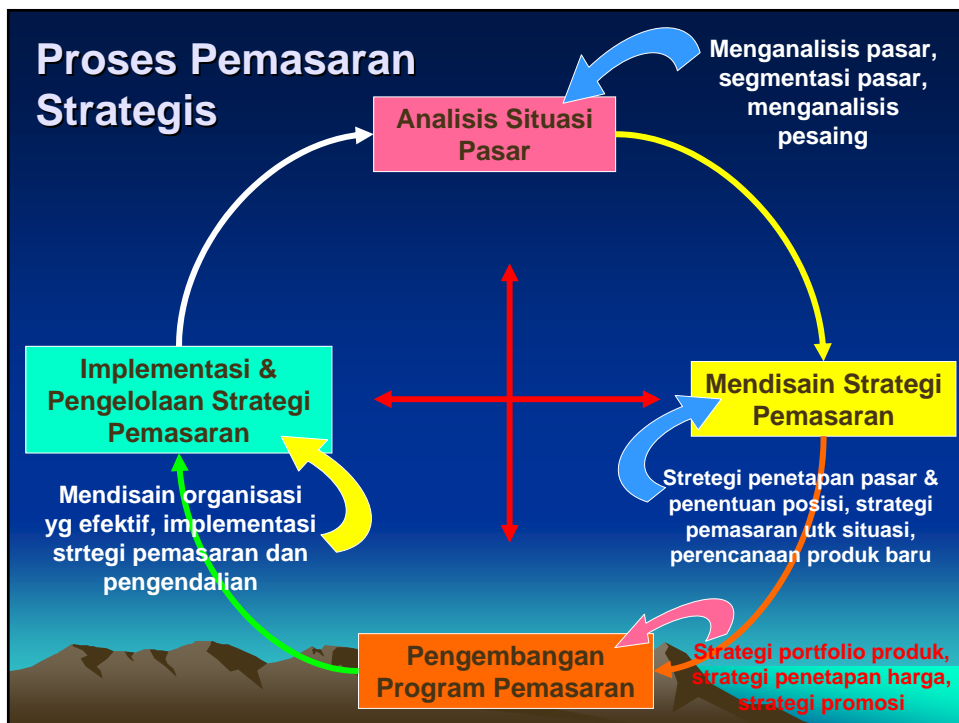 Proses Pemasaran
Strategis
Menganalisis pasar,
segmentasi pasar,
menganalisis
pesaing
Analisis Situasi
Pasar
Implementasi &
Pengelolaan Strategi
Pemasaran
Mendisain Strategi
Pemasaran
Mendisain organisasi
yg efektif, implementasi
strtegi pemasaran dan
pengendalian
Stretegi penetapan pasar &
penentuan posisi, strategi
pemasaran utk situasi,
perencanaan produk baru
Pengembangan
Program Pemasaran
Strategi portfolio produk,
strategi penetapan harga,
strategi promosi